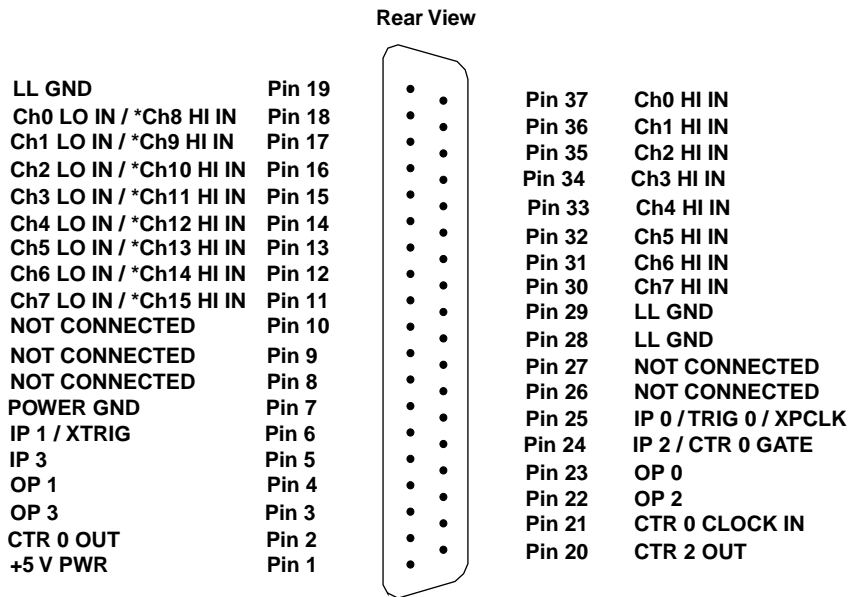 Rear View
LL GND Pin 19
Ch0 LO IN / *Ch8 HI IN Pin 18
Ch1 LO IN / *Ch9 HI IN Pin 17
Ch2 LO IN / *Ch10 HI IN Pin 16
Ch3 LO IN / *Ch11 HI IN Pin 15
Ch4 LO IN / *Ch12 HI IN Pin 14
Ch5 LO IN / *Ch13 HI IN Pin 13
Ch6 LO IN / *Ch14 HI IN Pin 12
Ch7 LO IN / *Ch15 HI IN Pin 11
NOT CONNECTED Pin 10
NOT CONNECTED Pin 9
NOT CONNECTED Pin 8
POWER GND Pin 7
IP 1 / XTRIG Pin 6
IP 3 Pin 5
OP 1 Pin 4
OP 3 Pin 3
CTR 0 OUT Pin 2
+5 V PWR Pin 1
Pin 37 Ch0 HI IN
Pin 36 Ch1 HI IN
Pin 35 Ch2 HI IN
Pin 34 Ch3 HI IN
Pin 33 Ch4 HI IN
Pin 32 Ch5 HI IN
Pin 31 Ch6 HI IN
Pin 30 Ch7 HI IN
Pin 29 LL GND
Pin 28 LL GND
Pin 27 NOT CONNECTED
Pin 26 NOT CONNECTED
Pin 25 IP 0 / TRIG 0 / XPCLK
Pin 24 IP 2 / CTR 0 GATE
Pin 23 OP 0
Pin 22 OP 2
Pin 21 CTR 0 CLOCK IN
Pin 20 CTR 2 OUT